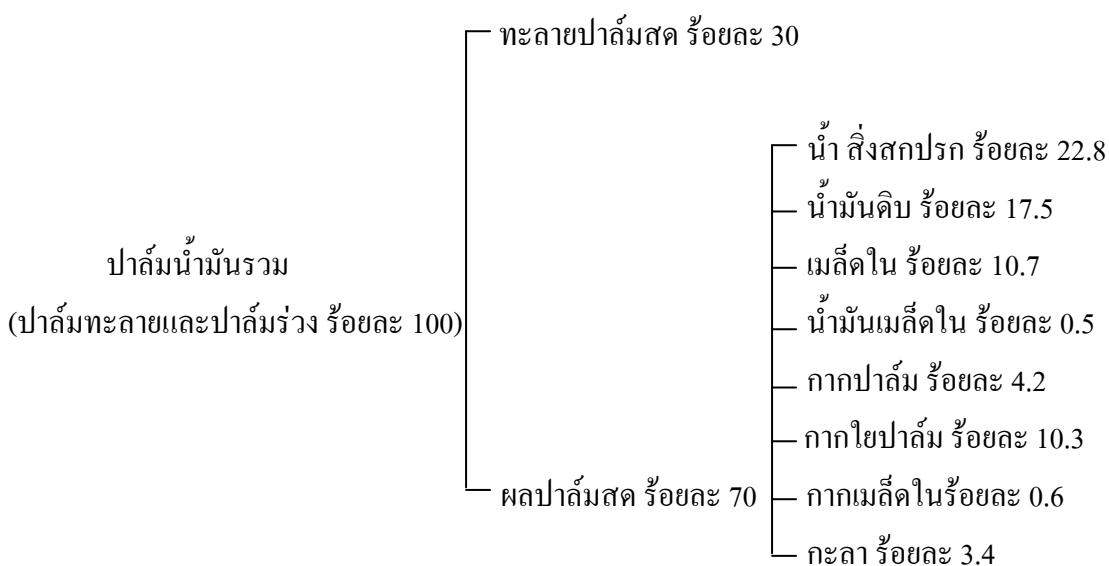 ทะลายปาล์มสด ร้อยละ 30
น้ำ สิ่งสกปรก ร้อยละ 22.8
น้ำมันดิบ ร้อยละ 17.5
ปาล์มน้ำมันรวม
เมล็ดใน ร้อยละ 10.7
(ปาล์มทะลายและปาล์มร่วง ร้อยละ 100)
น้ำมันเมล็ดใน ร้อยละ 0.5
กากปาล์ม ร้อยละ 4.2
กากใยปาล์ม ร้อยละ 10.3
ผลปาล์มสด ร้อยละ 70
กากเมล็ดในร้อยละ 0.6
กะลา ร้อยละ 3.4